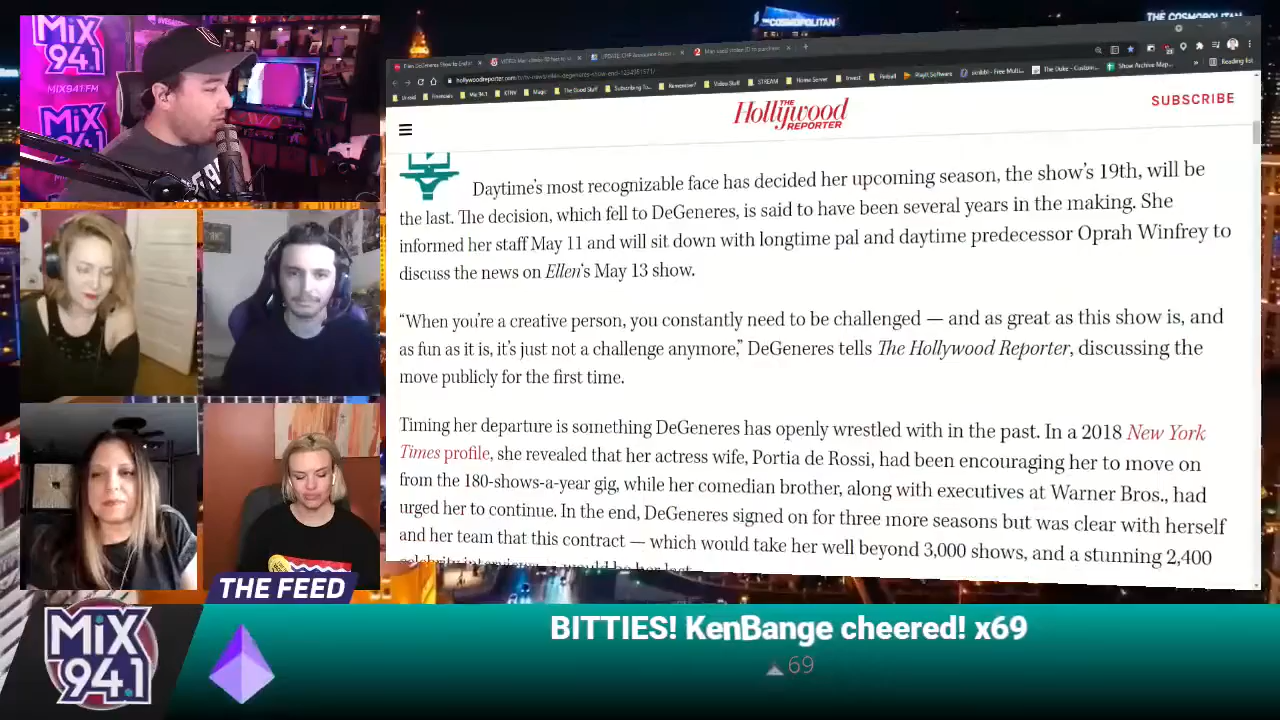 MiX
94.1
MIX941.FM
MiX
94.1
THE COSMOPOLITAN
THE COSMOPOLITAN
Reading list
THE
Hollywood
REPORTER
SUBSCRIBE
Daytime's most recognizable face has decided her upcoming season, the show's 19th, will be
the last. The decision, which fell to DeGeneres, is said to have been several years in the making. She
informed her staff May 11 and will sit down with longtime pal and daytime predecessor Oprah Winfrey to
discuss the news on Ellen's May 13 show.
“When you're a creative person, you constantly need to be challenged — and as great as this show is, and
as fun as it is, it's just not a challenge anymore,” DeGeneres tells The Hollywood Reporter, discussing the
move publicly for the first time.
Timing her departure is something DeGeneres has openly wrestled with in the past. In a 2018 New York
Times profile, she revealed that her actress wife, Portia de Rossi, had been encouraging her to move on
from the 180-shows-a-year gig, while her comedian brother, along with executives at Warner Bros., had
urged her to continue. In the end, DeGeneres signed on for three more seasons but was clear with herself
and her team that this contract — which would take her well beyond 3,000 shows, and a stunning 2,400
THE FEED
MiX
94.1
BITTIES! KenBange cheered! x69
69